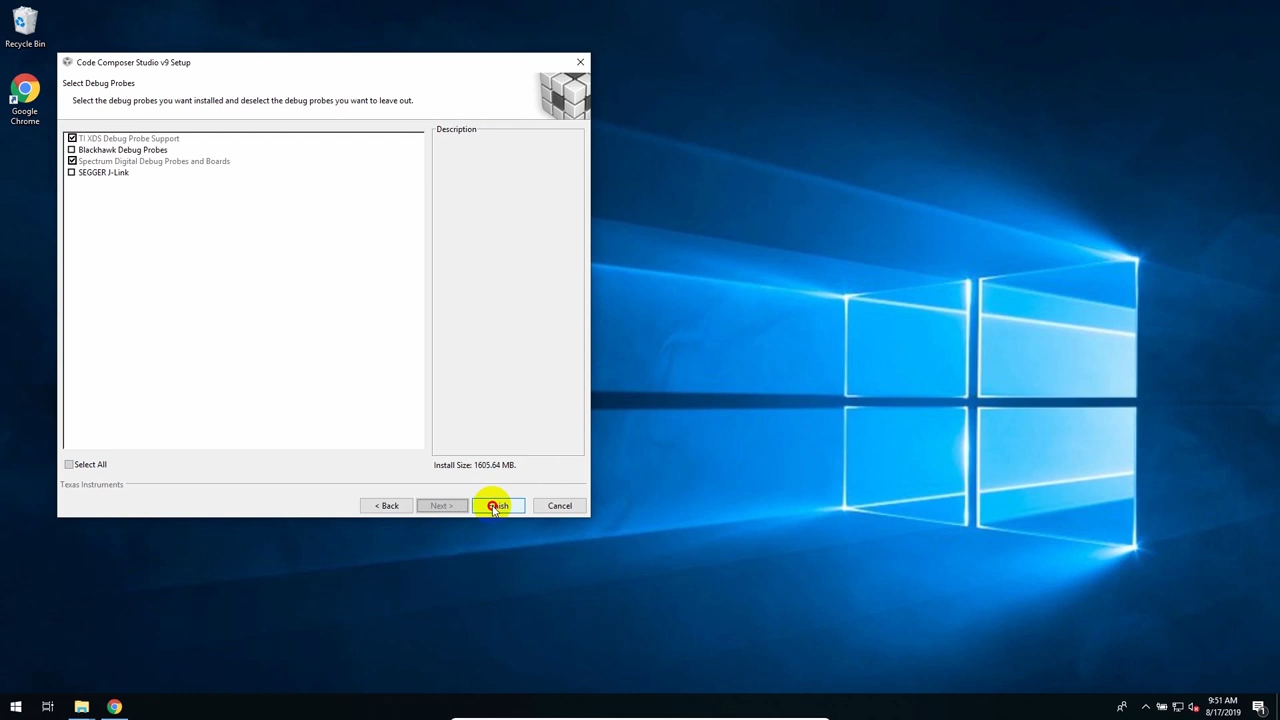 Recycle Bin
Google
Chrome
Code Composer Studio v9 Setup
Select Debug Probes
Select the debug probes you want installed and deselect the debug probes you want to leave out.
TI XDS Debug Probe Support
Blackhawk Debug Probes
Spectrum Digital Debug Probes and Boards
SEGGER J-Link
Description
Select All
Install Size: 1605.64 MB.
Texas Instruments
< Back
Next >
Finish
Cancel
9:51 AM
8/17/2019